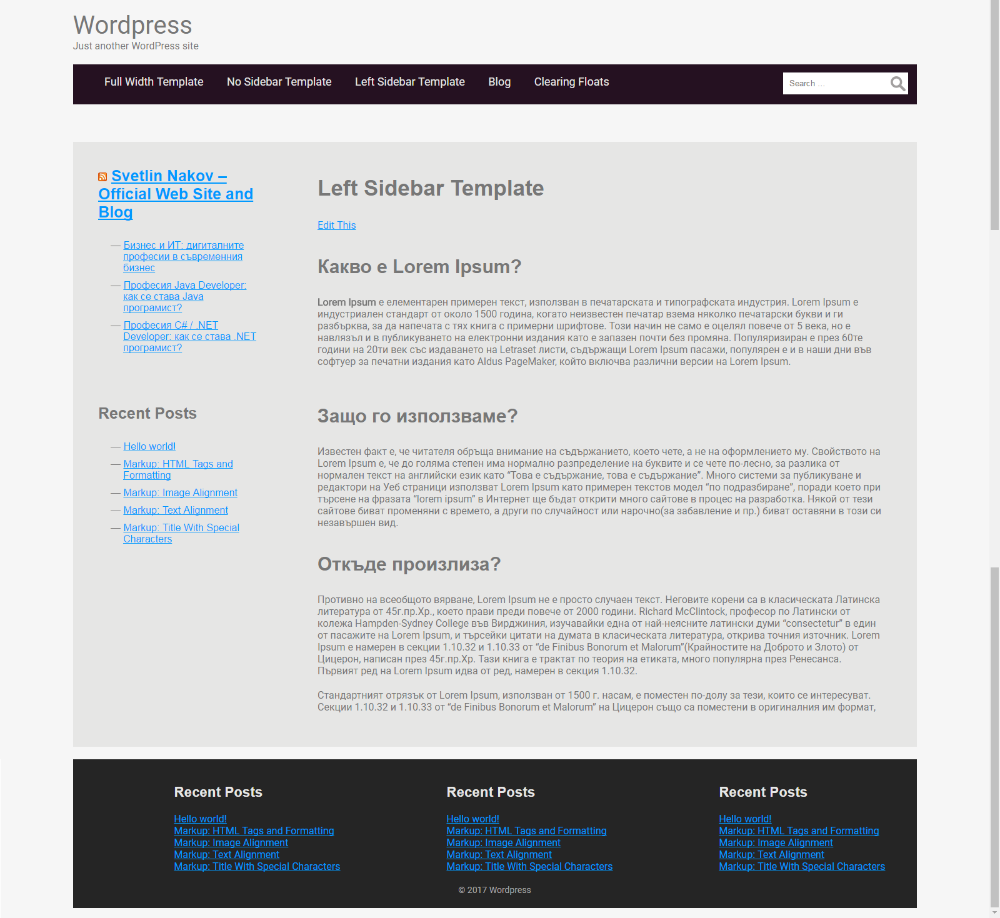 Wordpress
Just another WordPress site
Full Width Template
No Sidebar Template
Left Sidebar Template
Blog
Clearing Floats
Search ...
Svetlin Nakov –
Official Web Site and
Blog
— Бизнес и ИТ: дигиталните
професии в съвременния
бизнес
— Професия Java Developer:
как се става Java
програмист?
— Професия C# / .NET
Developer: как се става .NET
програмист?
Recent Posts
— Hello world!
— Markup: HTML Tags and
Formatting
— Markup: Image Alignment
— Markup: Text Alignment
— Markup: Title With Special
Characters
Left Sidebar Template
Edit This
Какво е Lorem Ipsum?
Lorem Ipsum е елементарен примерен текст, използван в печатарската и типографската индустрия. Lorem Ipsum е
индустриален стандарт от около 1500 година, когато неизвестен печатар взема няколко печатарски букви и ги
разбърква, за да напечата с тях книга с примерни шрифтове. Този начин не само е оцелял повече от 5 века, но е
навлязъл и в публикуването на електронни издания като е запазен почти без промяна. Популяризиран е през 60те
години на 20ти век със издаването на Letraset листи, съдържащи Lorem Ipsum пасажи, популярен е и в наши дни във
софтуер за печатни издания като Aldus PageMaker, който включва различни версии на Lorem Ipsum.
Защо го използваме?
Известен факт е, че читателя обръща внимание на съдържанието, което чете, а не на оформлението му. Свойството на
Lorem Ipsum е, че до голяма степен има нормално разпределение на буквите и се чете по-лесно, за разлика от
нормален текст на английски език като “Това е съдържание, това е съдържание”. Много системи за публикуване и
редактори на Уеб страници използват Lorem Ipsum като примерен текстов модел “по подразбиране”, поради което при
търсене на фразата “lorem ipsum” в Интернет ще бъдат открити много сайтове в процес на разработка. Някой от тези
сайтове биват променяни с времето, а други по случайност или нарочно(за забавление и пр.) биват оставяни в този си
незавършен вид.
Откъде произлиза?
Противно на всеобщото вярване, Lorem Ipsum не е просто случаен текст. Неговите корени са в класическата Латинска
литература от 45г.пр.Хр., което прави преди повече от 2000 години. Richard McClintock, професор по Латински от
колежа Hampden-Sydney College във Вирджиния, изучавайки една от най-неясните латински думи “consectetur” в един
от пасажите на Lorem Ipsum, и търсейки цитати на думата в класическата литература, открива точния източник. Lorem
Ipsum е намерен в секции 1.10.32 и 1.10.33 от “de Finibus Bonorum et Malorum”(Крайностите на Доброто и Злото) от
Цицерон, написан през 45г.пр.Хр. Тази книга е трактат по теория на етиката, много популярна през Ренесанса.
Първият ред на Lorem Ipsum идва от ред, намерен в секция 1.10.32.
Стандартният отрязък от Lorem Ipsum, използван от 1500 г. насам, е поместен по-долу за тези, които се интересуват.
Секции 1.10.32 и 1.10.33 от “de Finibus Bonorum et Malorum” на Цицерон също са поместени в оригиналния им формат,
Recent Posts
Hello world!
Markup: HTML Tags and Formatting
Markup: Image Alignment
Markup: Text Alignment
Markup: Title With Special Characters
Recent Posts
Hello world!
Markup: HTML Tags and Formatting
Markup: Image Alignment
Markup: Text Alignment
Markup: Title With Special Characters
Recent Posts
Hello world!
Markup: HTML Tags and Formatting
Markup: Image Alignment
Markup: Text Alignment
Markup: Title With Special Characters
© 2017 Wordpress